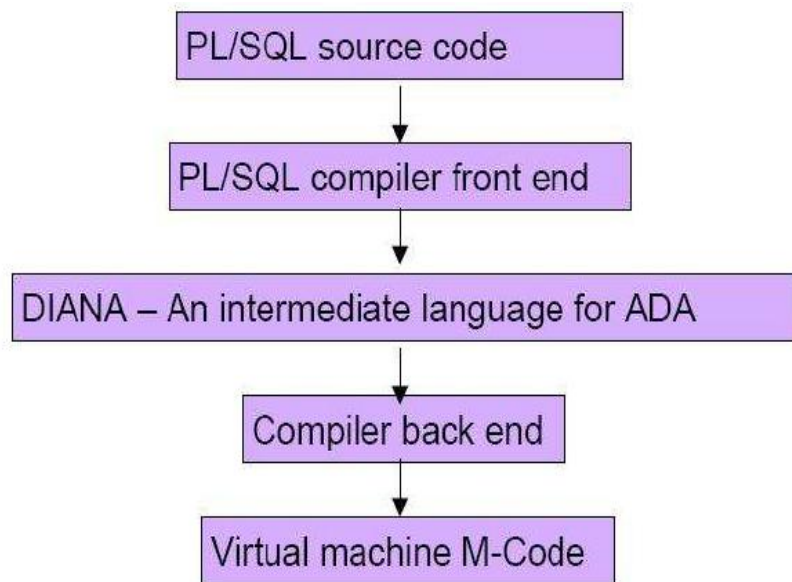 PL/SQL source code
PL/SQL compiler front end
DIANA – An intermediate language for ADA
Compiler back end
Virtual machine M-Code